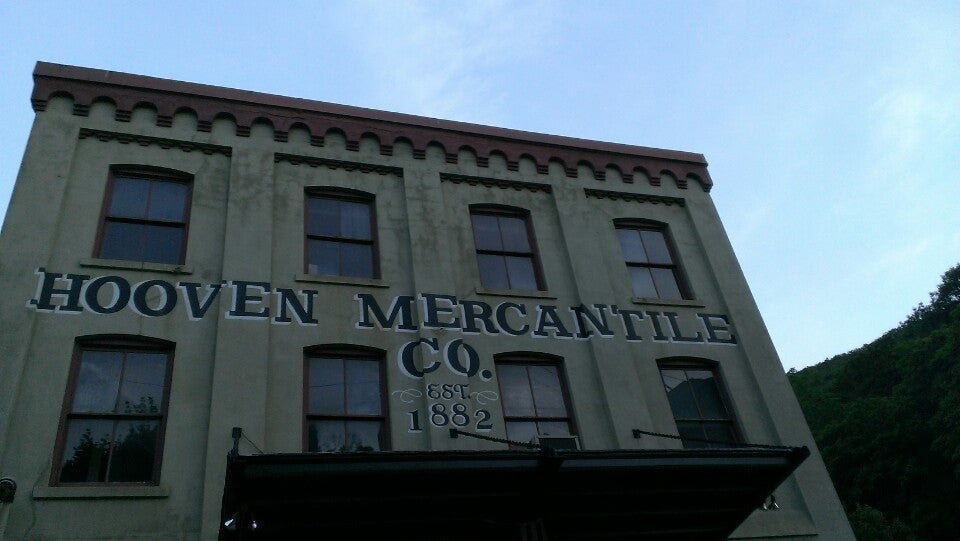 HOOVEN MERCANTILE
CO.
EST.
1882